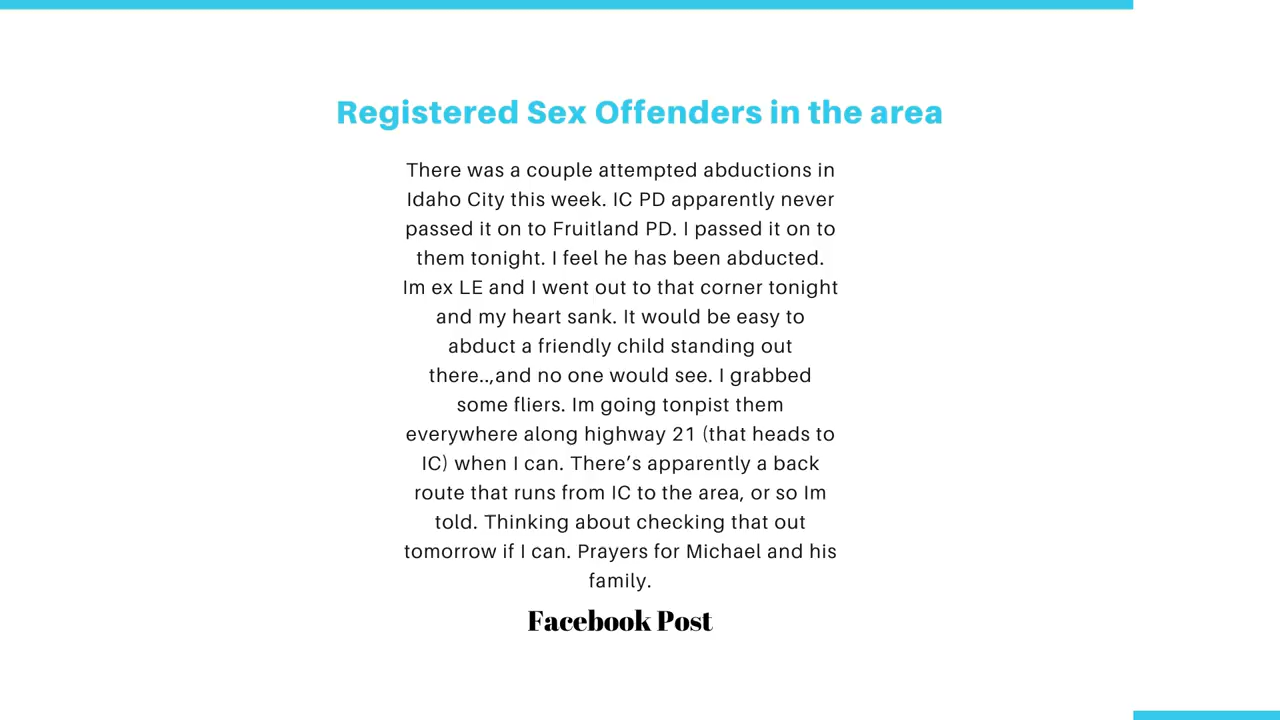 Registered Sex Offenders in the area
There was a couple attempted abductions in
Idaho City this week. IC PD apparently never
passed it on to Fruitland PD. I passed it on to
them tonight. I feel he has been abducted.
Im ex LE and I went out to that corner tonight
and my heart sank. It would be easy to
abduct a friendly child standing out
there..,and no one would see. I grabbed
some fliers. Im going tonpist them
everywhere along highway 21 (that heads to
IC) when I can. There’s apparently a back
route that runs from IC to the area, or so Im
told. Thinking about checking that out
tomorrow if I can. Prayers for Michael and his
family.
Facebook Post